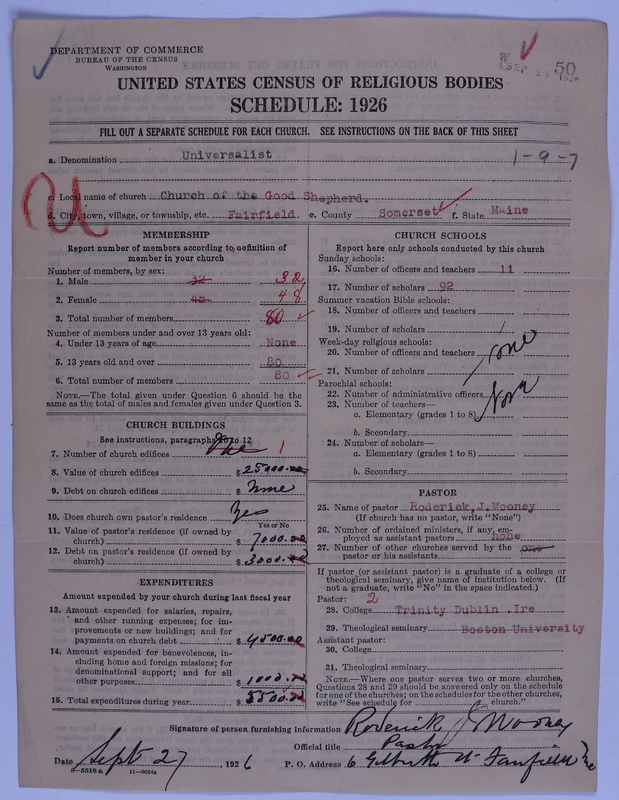 DEPARTMENT OF COMMERCE
BUREAU OF THE CENSUS
WASHINGTON
SEP
50
UNITED STATES CENSUS OF RELIGIOUS BODIES
SCHEDULE: 1926
FILL OUT A SEPARATE SCHEDULE FOR EACH CHURCH. SEE INSTRUCTIONS ON THE BACK OF THIS SHEET
a. Denomination Universalist 1-9-7
U
c. Local name of church Church of the Good Shepherd.
d. City, town, village, or township, etc. Fairfield e. County Somerset f. State Maine
MEMBERSHIP
Report number of members according to definition of
member in your church
Number of members, by sex:
1. Male 32 32
2. Female 48 48
3. Total number of members 80
Number of members under and over 13 years old:
4. Under 13 years of age None
5. 13 years old and over 80
6. Total number of members 80
NOTE.—The total given under Question 6 should be
same as the total of males and females given under Question 3.
CHURCH BUILDINGS
See instructions, paragraphs 10 to 12
7. Number of church edifices One 1
8. Value of church edifices $ 25000.00
9. Debt on church edifices $ None
10. Does church own pastor's residence Yes
Yes or No
11. Value of pastor's residence (if owned by
church) $ 7000.00
12. Debt on pastor's residence (if owned by
church) $ 3000.00
EXPENDITURES
Amount expended by your church during last fiscal year
13. Amount expended for salaries, repairs,
and other running expenses; for im-
provements or new buildings; and for
payments on church debt $ 4500.00
14. Amount expended for benevolences, in-
cluding home and foreign missions; for
denominational support; and for all
other purposes $ 1000.00
15. Total expenditures during year $ 5500.00
CHURCH SCHOOLS
Report here only schools conducted by this church
Sunday schools:
16. Number of officers and teachers 11
17. Number of scholars 92
Summer vacation Bible schools:
18. Number of officers and teachers
19. Number of scholars
Week-day religious schools:
20. Number of officers and teachers
none
21. Number of scholars
Parochial schools:
22. Number of administrative officers
23. Number of teachers—
None
a. Elementary (grades 1 to 8)
b. Secondary
24. Number of scholars—
a. Elementary (grades 1 to 8)
b. Secondary
PASTOR
25. Name of pastor Roderick,J.Mooney
(If church has no pastor, write "None")
26. Number of ordained ministers, if any, em-
ployed as assistant pastors none
27. Number of other churches served by the one
pastor or his assistants
If pastor (or assistant pastor) is a graduate of a college or
theological seminary, give name of institution below. (If
not a graduate, write "No" in the space indicated.)
Pastor: 2
28. College Trinity Dublin .Ire
29. Theological seminary Boston University
Assistant pastor:
30. College
31. Theological seminary
NOTE.—Where one pastor serves two or more churches,
Questions 28 and 29 should be answered only on the schedule
for one of the churches; on schedules for the other churches,
write "See schedule for church."
Signature of person furnishing information Roderick J Mooney
Official title Pastor
Date Sept 27, 1926 P. O. Address 6 Fairfield Me
8—5518 a 11—9054